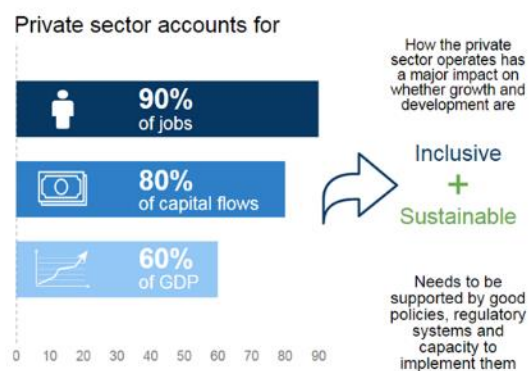 Private sector accounts for
90%
of jobs
80%
of capital flows
60%
of GDP
0 10 20 30 40 50 60 70 80 90
How the private
sector operates has
a major impact on
whether growth and
development are
Inclusive
+
Sustainable
Needs to be
supported by good
policies, regulatory
systems and
capacity to
implement them